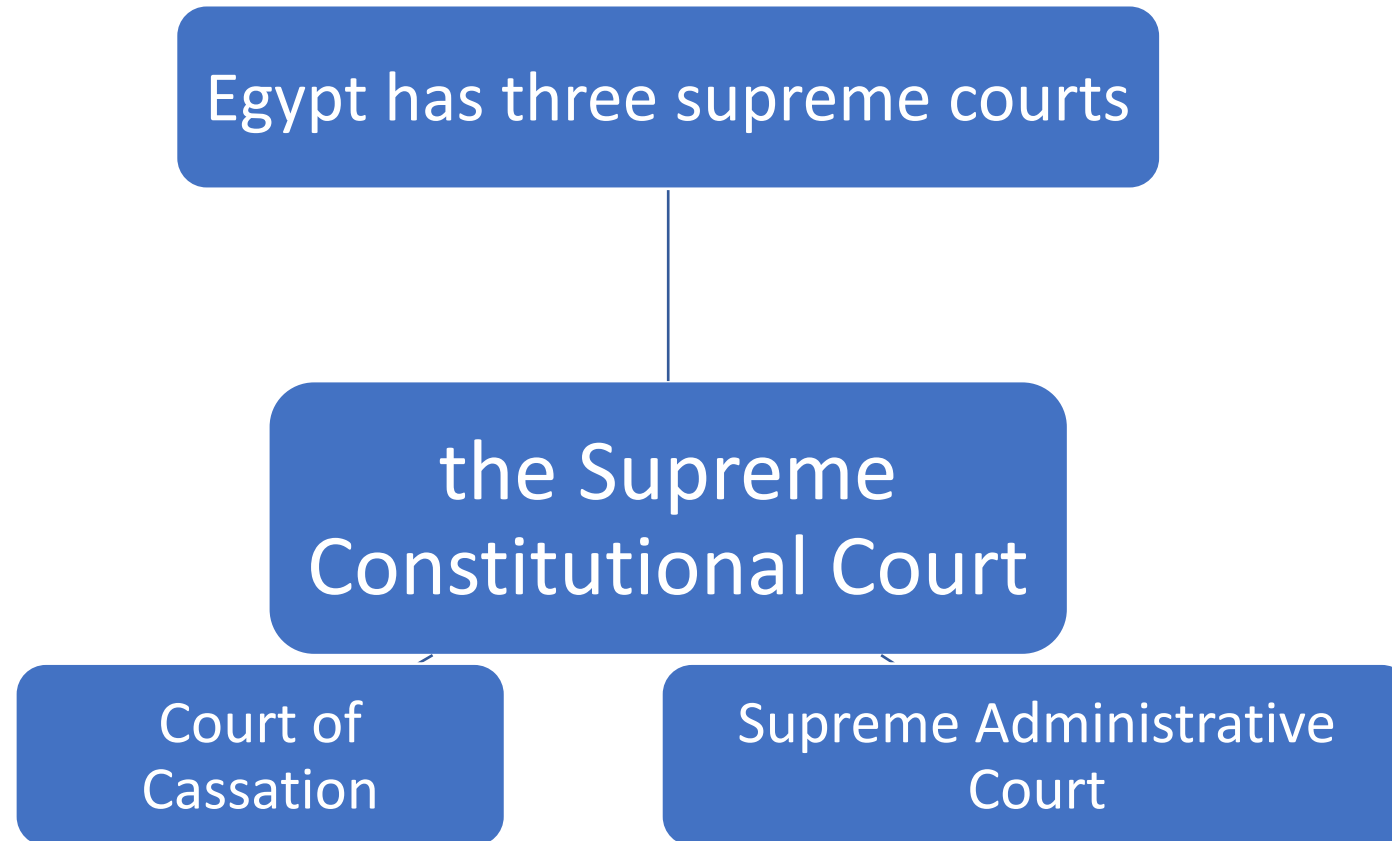 Egypt has three supreme courts
the Supreme
Constitutional Court
Court of
Cassation
Supreme Administrative
Court